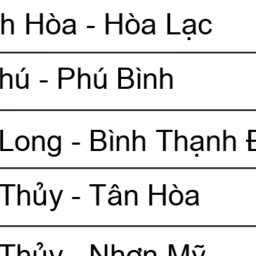 h Hòa - Hòa Lạc
hú - Phú Bình
Long - Bình Thạnh Đ
Thủy - Tân Hòa
Thủy - Nhơn Mỹ